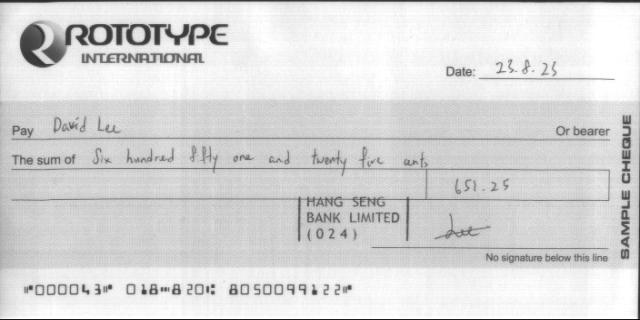 ROTOTYPE
INTERNATIONAL
Date: 23.8.23
Pay David Lee Or bearer
The sum of Six hundred fifty one and twenty five cents
651.25
HANG SENG
BANK LIMITED
(024)
Lee
No signature below this line
SAMPLE CHEQUE
⑈000043⑈ 018⑉820⑆ 8050099122⑈